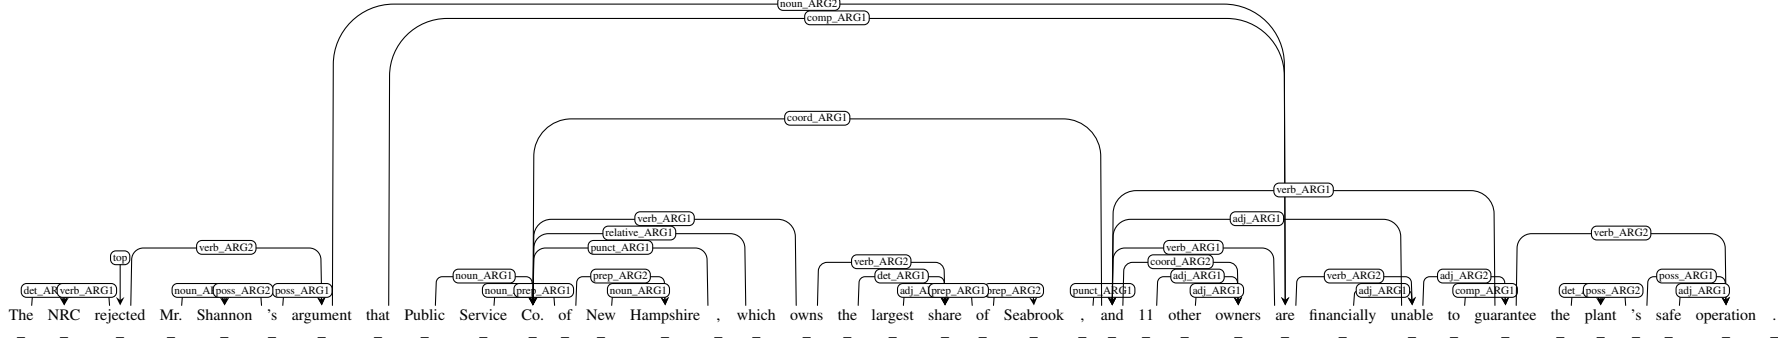 noun_ARG2
comp_ARG1
coord_ARG1
verb_ARG1
verb_ARG1 adj_ARG1
relative_ARG1 verb_ARG2
verb_ARG2 punct_ARG1 verb_ARG1
top verb_ARG2 coord_ARG2
noun_ARG1 prep_ARG2 det_ARG1 adj_ARG1 verb_ARG2 adj_ARG2 poss_ARG1
verb_ARG1 poss_ARG2 poss_ARG1 prep_ARG1 noun_ARG1 prep_ARG1 prep_ARG2 punct_ARG1 adj_ARG1 adj_ARG1 comp_ARG1 poss_ARG2 adj_ARG1
The NRC rejected Mr. Shannon 's argument that Public Service Co. of New Hampshire , which owns the largest share of Seabrook , and 11 other owners are financially unable to guarantee the plant 's safe operation .
_ _ _ _ _ _ _ _ _ _ _ _ _ _ _ _ _ _ _ _ _ _ _ _ _ _ _ _ _ _ _ _ _ _ _ _ _ _ _